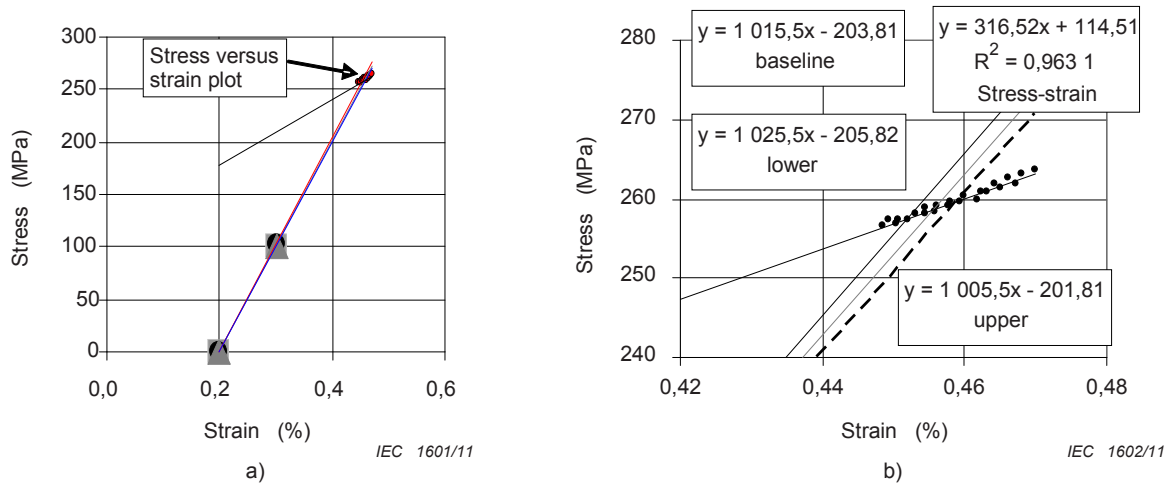 300
250
200
150
100
50
0
Stress (MPa)
Stress versus
strain plot
0,0
0,2
0,4
0,6
Strain (%)
IEC 1601/11
a)
280
270
260
250
240
Stress (MPa)
y = 1 015,5x - 203,81
baseline
y = 316,52x + 114,51
R2 = 0,963 1
Stress-strain
y = 1 025,5x - 205,82
lower
y = 1 005,5x - 201,81
upper
0,42
0,44
0,46
0,48
Strain (%)
IEC 1602/11
b)